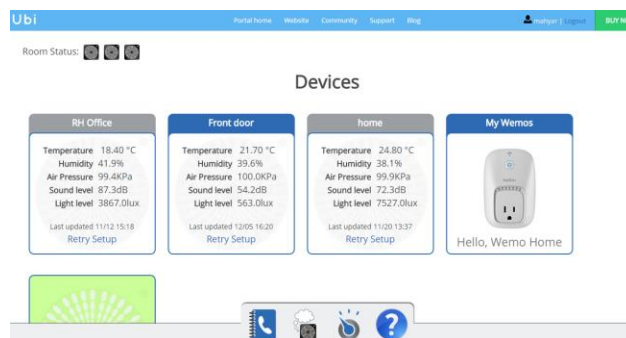 Ubi
Portal home Website Community Support Blog
mahyar | Logout
BUY
Room Status:
Devices
RH Office
Temperature 18.40 °C
Humidity 41.9%
Air Pressure 99.4KPa
Sound level 87.3dB
Light level 3867.0lux
Last updated 11/12 15:18
Retry Setup
Front door
Temperature 21.70 °C
Humidity 39.6%
Air Pressure 100.0KPa
Sound level 54.2dB
Light level 563.0lux
Last updated 12/05 16:20
Retry Setup
home
Temperature 24.80 °C
Humidity 38.1%
Air Pressure 99.9KPa
Sound level 72.3dB
Light level 7527.0lux
Last updated 11/20 13:37
Retry Setup
My Wemos
Hello, Wemo Home
?